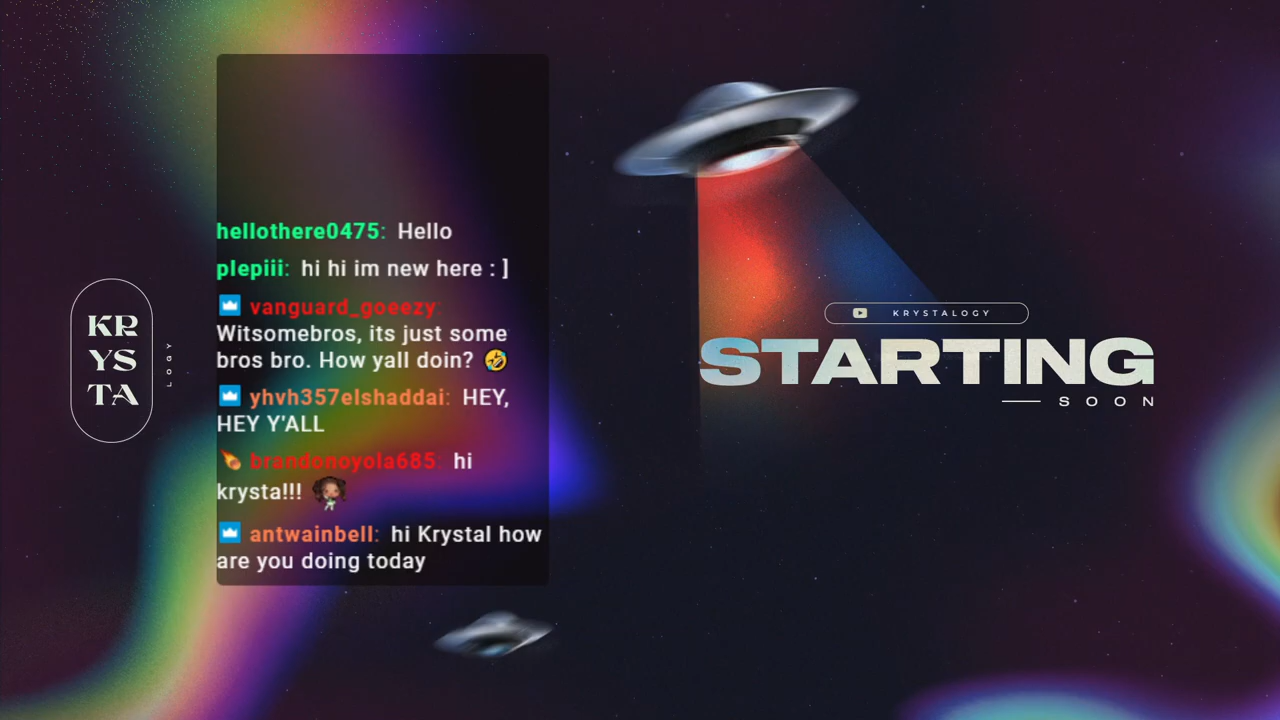 KR
YS
TA
LOGY
hellothere0475: Hello
plepiii: hi hi im new here : ]
vanguard_goeezy:
Witsomebros, its just some
bros bro. How yall doin? 🤣
yhvh357elshaddai: HEY,
HEY Y'ALL
brandonoyola685: hi
krysta!!!
antwainbell: hi Krystal how
are you doing today
KRYSTALOGY
STARTING
SOON